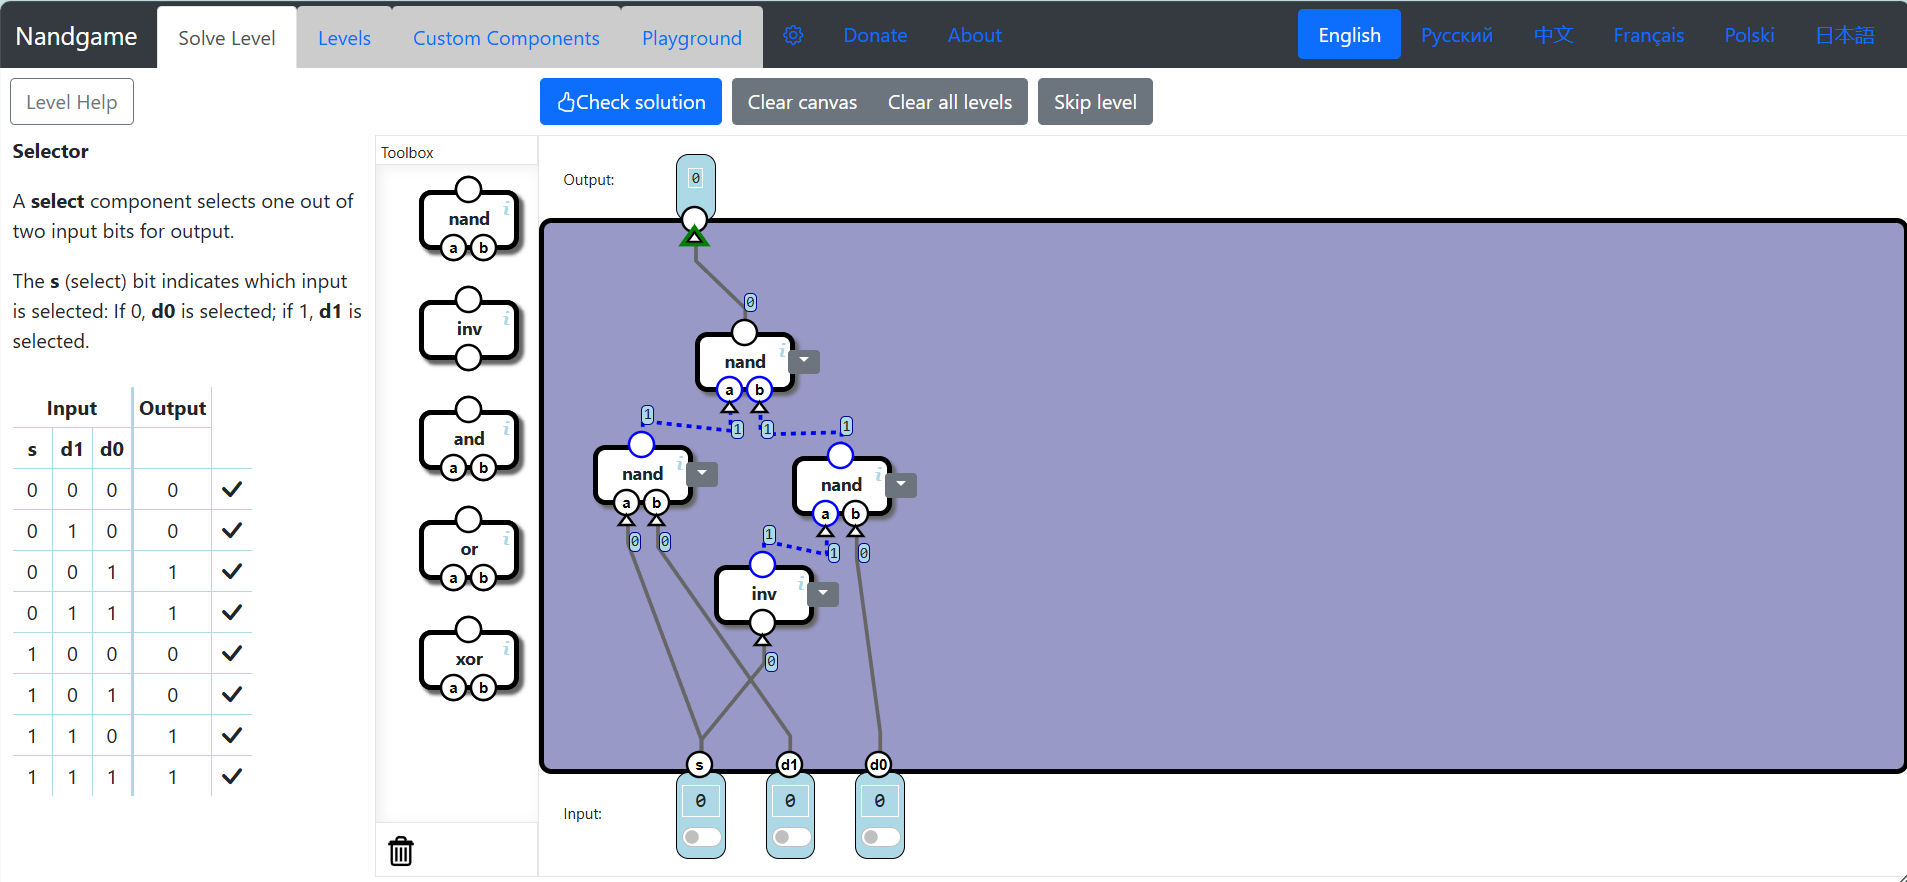 Nandgame
Solve Level
Levels
Custom Components
Playground
Donate
About
English
Русский
中文
Français
Polski
日本語
Level Help
Check solution
Clear canvas
Clear all levels
Skip level
Selector
A select component selects one out of
two input bits for output.
The s (select) bit indicates which input
is selected: If 0, d0 is selected; if 1, d1 is
selected.
Input Output
s d1 d0
0 0 0 0
0 1 0 0
0 0 1 1
0 1 1 1
1 0 0 0
1 0 1 0
1 1 0 1
1 1 1 1
Toolbox
nand
i
a b
inv
i
and
i
a b
or
i
a b
xor
i
a b
Output:
0
0
nand
i
a b
1 1
1 1
nand
i
a b
nand
i
a b
0 0
1 1 0
inv
i
0
s d1 d0
Input:
0 0 0